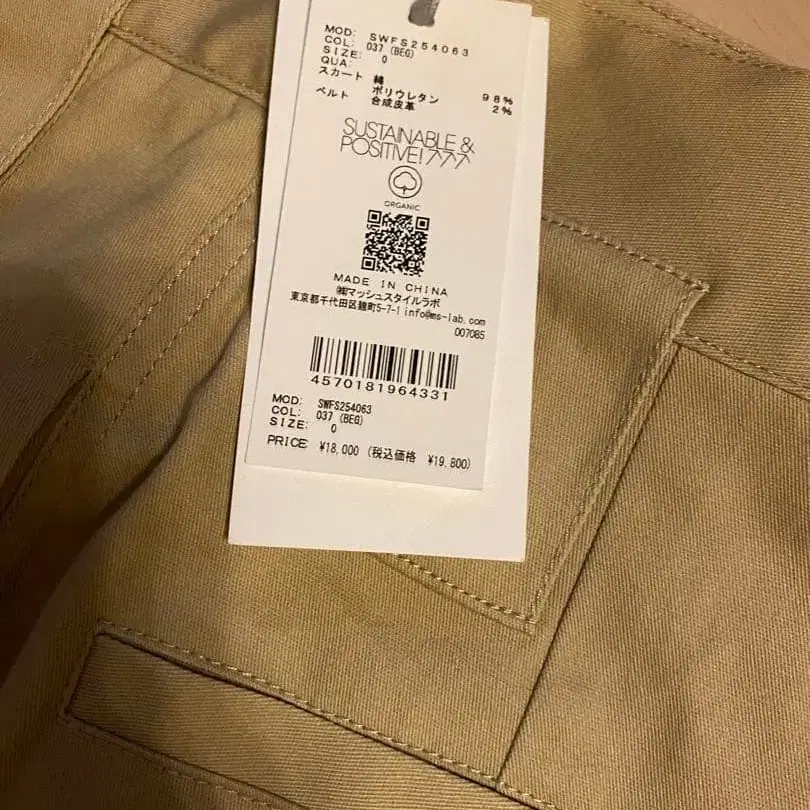 MOD: SWFS254063
COL: 037 (BEG)
SIZE: 0
QUA:
スカート 綿 98%
ポリウレタン 2%
ベルト 合成皮革
SUSTAINABLE &
POSITIVE! 777
ORGANIC
MADE IN CHINA
㈱マッシュスタイルラボ
東京都千代田区麹町5-7-1 info@ms-lab.com
007085
4570181964331
MOD: SWFS254063
COL: 037 (BEG)
SIZE: 0
PRICE ¥18,000 (税込価格 ¥19,800)